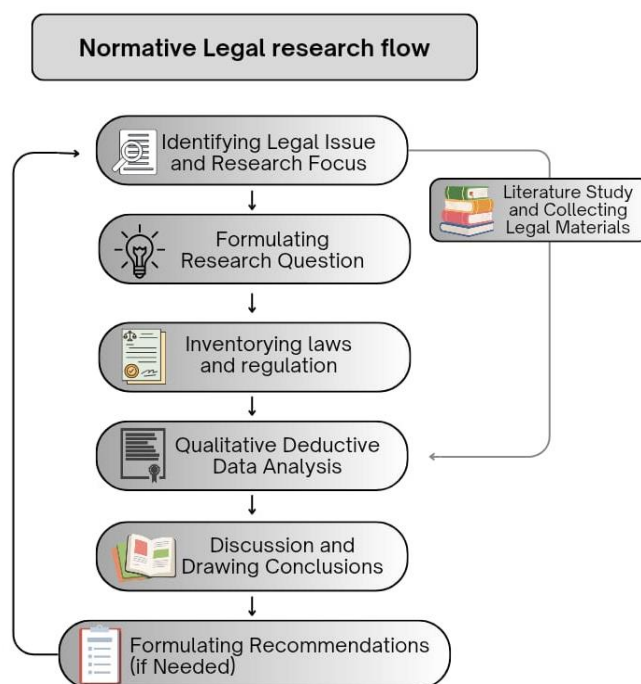 Normative Legal research flow
Identifying Legal Issue
and Research Focus
Literature Study
and Collecting
Legal Materials
Formulating
Research Question
Inventorying laws
and regulation
Qualitative Deductive
Data Analysis
Discussion and
Drawing Conclusions
Formulating Recommendations
(if Needed)